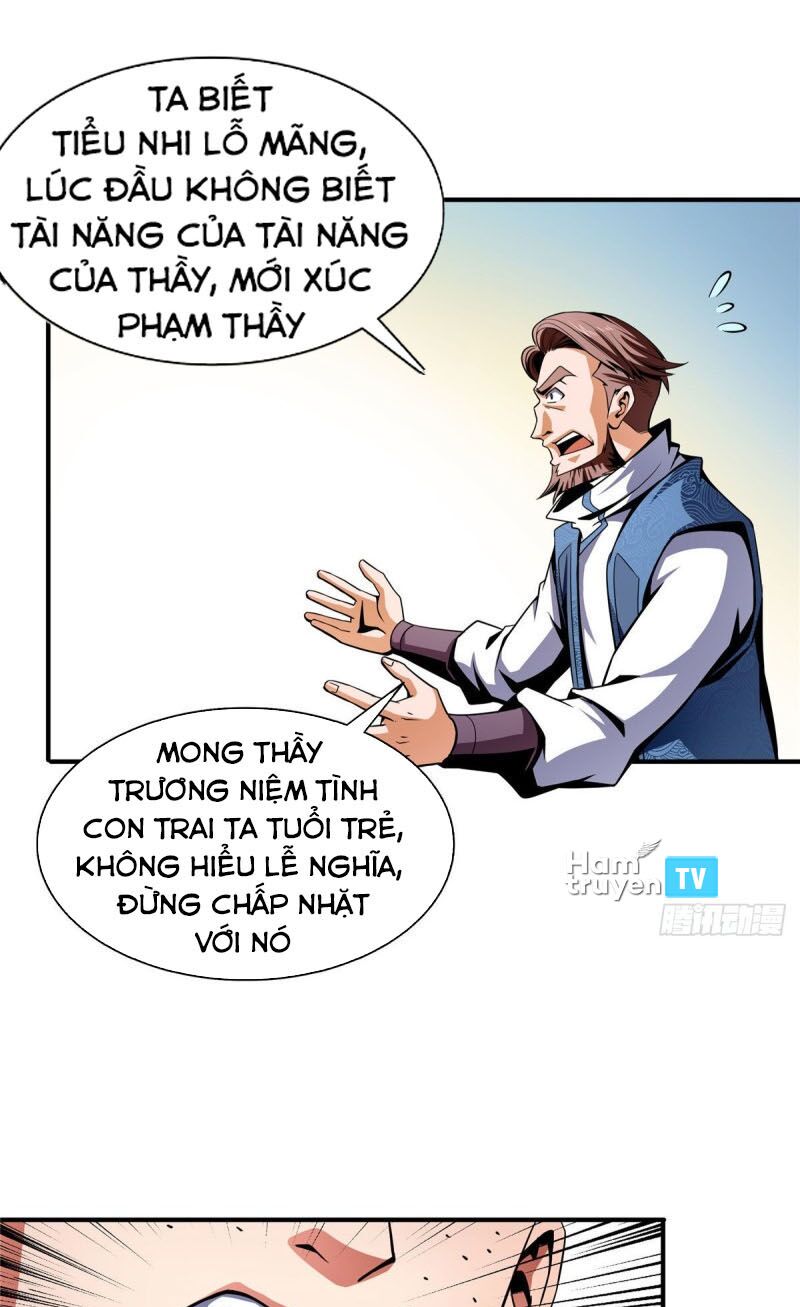 TA BIẾT
TIỂU NHI LỖ MÃNG,
LÚC ĐẦU KHÔNG BIẾT
TÀI NĂNG CỦA TÀI NĂNG
CỦA THẦY, MỚI XÚC
PHẠM THẦY
MONG THẦY
TRƯƠNG NIỆM TÌNH
CON TRAI TA TUỔI TRẺ,
KHÔNG HIỂU LỄ NGHĨA,
ĐỪNG CHẤP NHẶT
VỚI NÓ
Ham
truyen TV
腾讯动漫